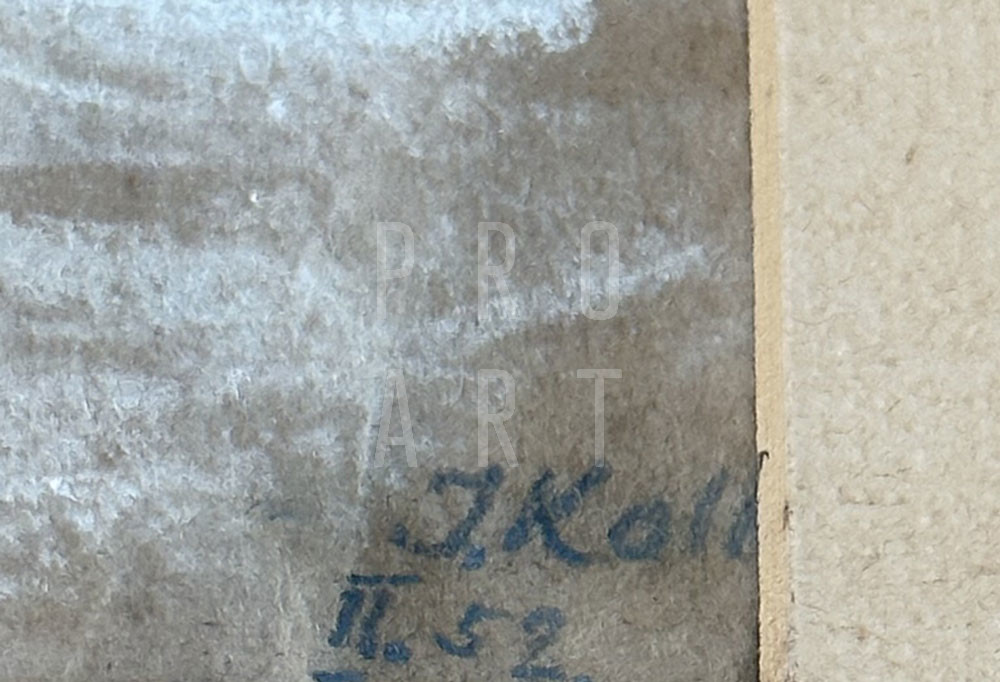 PRO
ART
J. Koll
II. 52